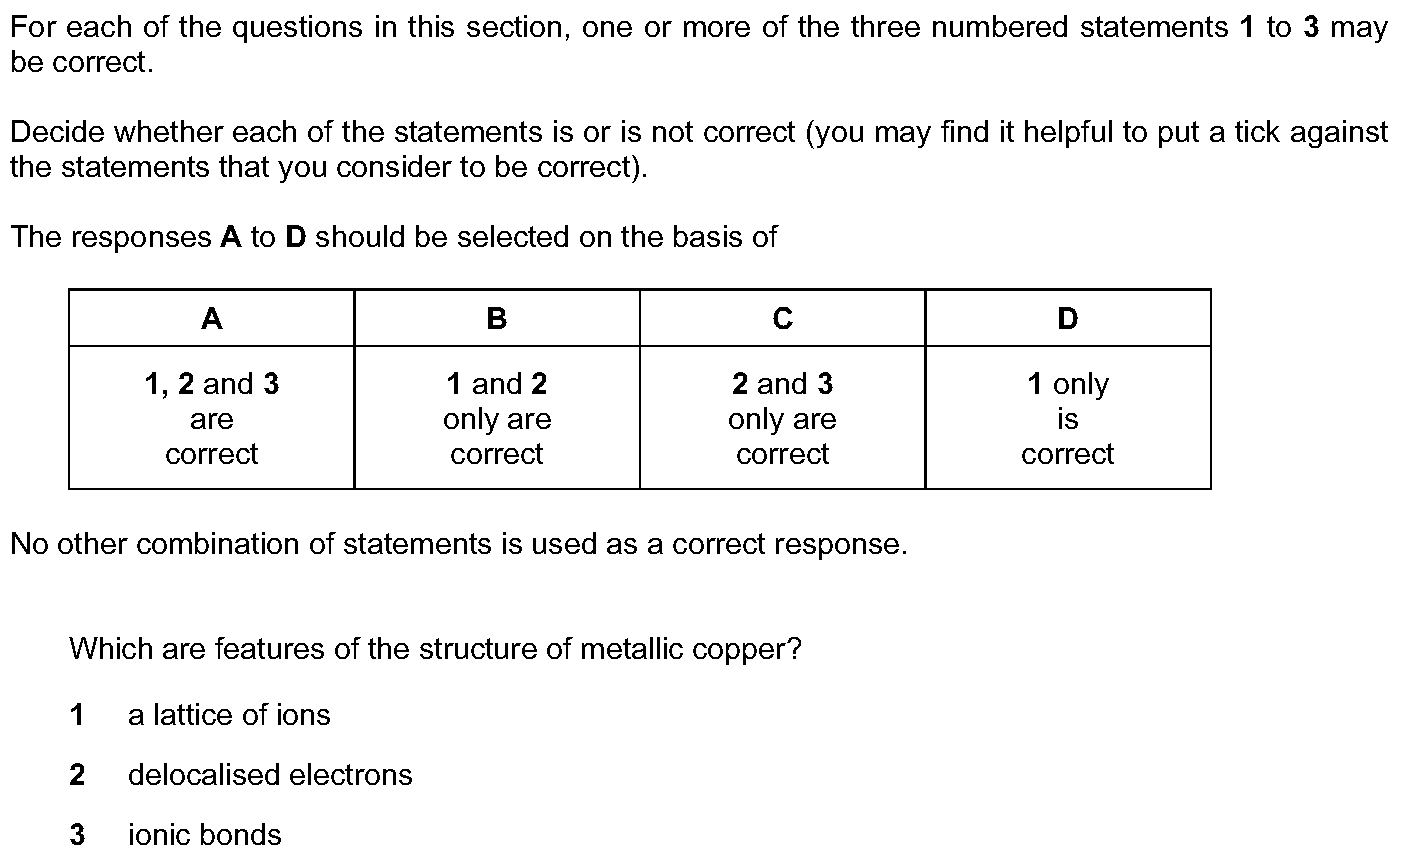 For each of the questions in this section, one or more of the three numbered statements 1 to 3 may
be correct.
Decide whether each of the statements is or is not correct (you may find it helpful to put a tick against
the statements that you consider to be correct).
The responses A to D should be selected on the basis of
A
B
C
D
1, 2 and 3
are
correct
1 and 2
only are
correct
2 and 3
only are
correct
1 only
is
correct
No other combination of statements is used as a correct response.
Which are features of the structure of metallic copper?
1 a lattice of ions
2 delocalised electrons
3 ionic bonds